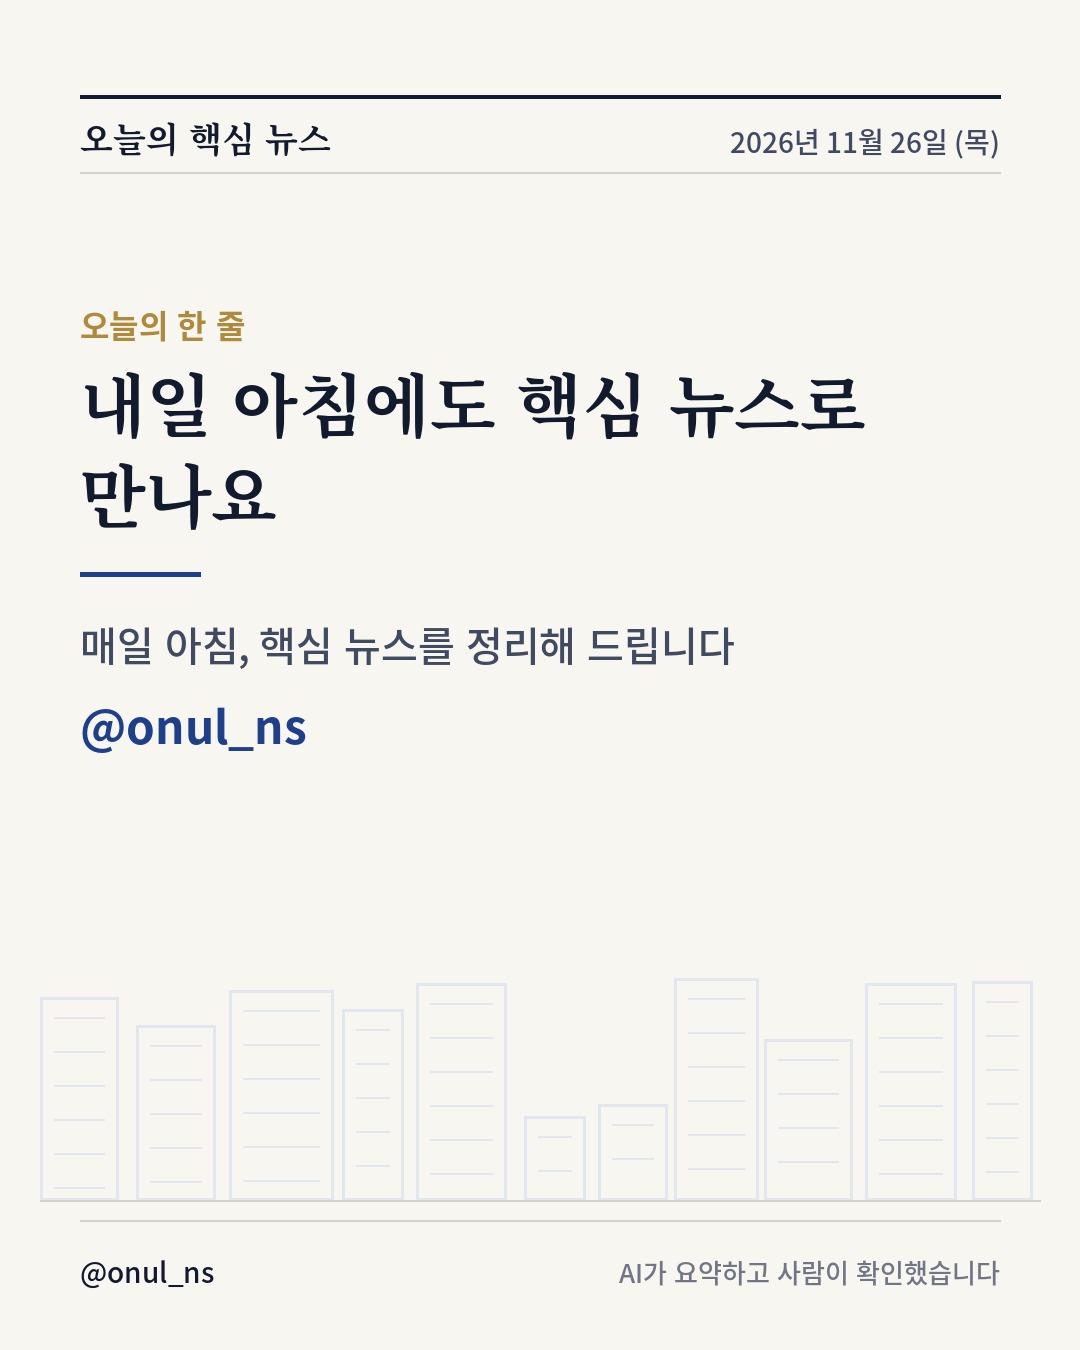 오늘의 핵심 뉴스
2026년 11월 26일 (목)
오늘의 한 줄
내일 아침에도 핵심 뉴스로
만나요
매일 아침, 핵심 뉴스를 정리해 드립니다
@onul_ns
@onul_ns
AI가 요약하고 사람이 확인했습니다